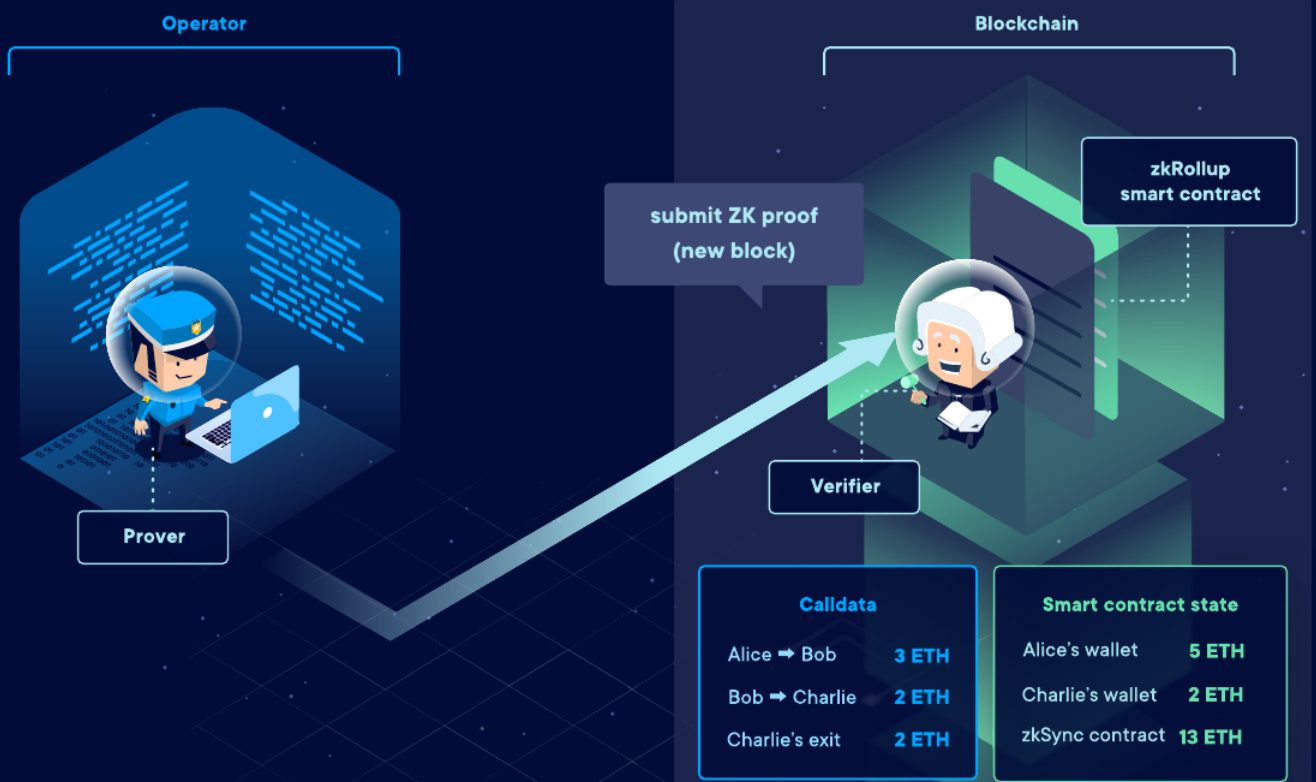 Operator
Blockchain
zkRollup
smart contract
submit ZK proof
(new block)
Verifier
Prover
Calldata
Alice ➡ Bob 3 ETH
Bob ➡ Charlie 2 ETH
Charlie's exit 2 ETH
Smart contract state
Alice's wallet 5 ETH
Charlie's wallet 2 ETH
zkSync contract 13 ETH